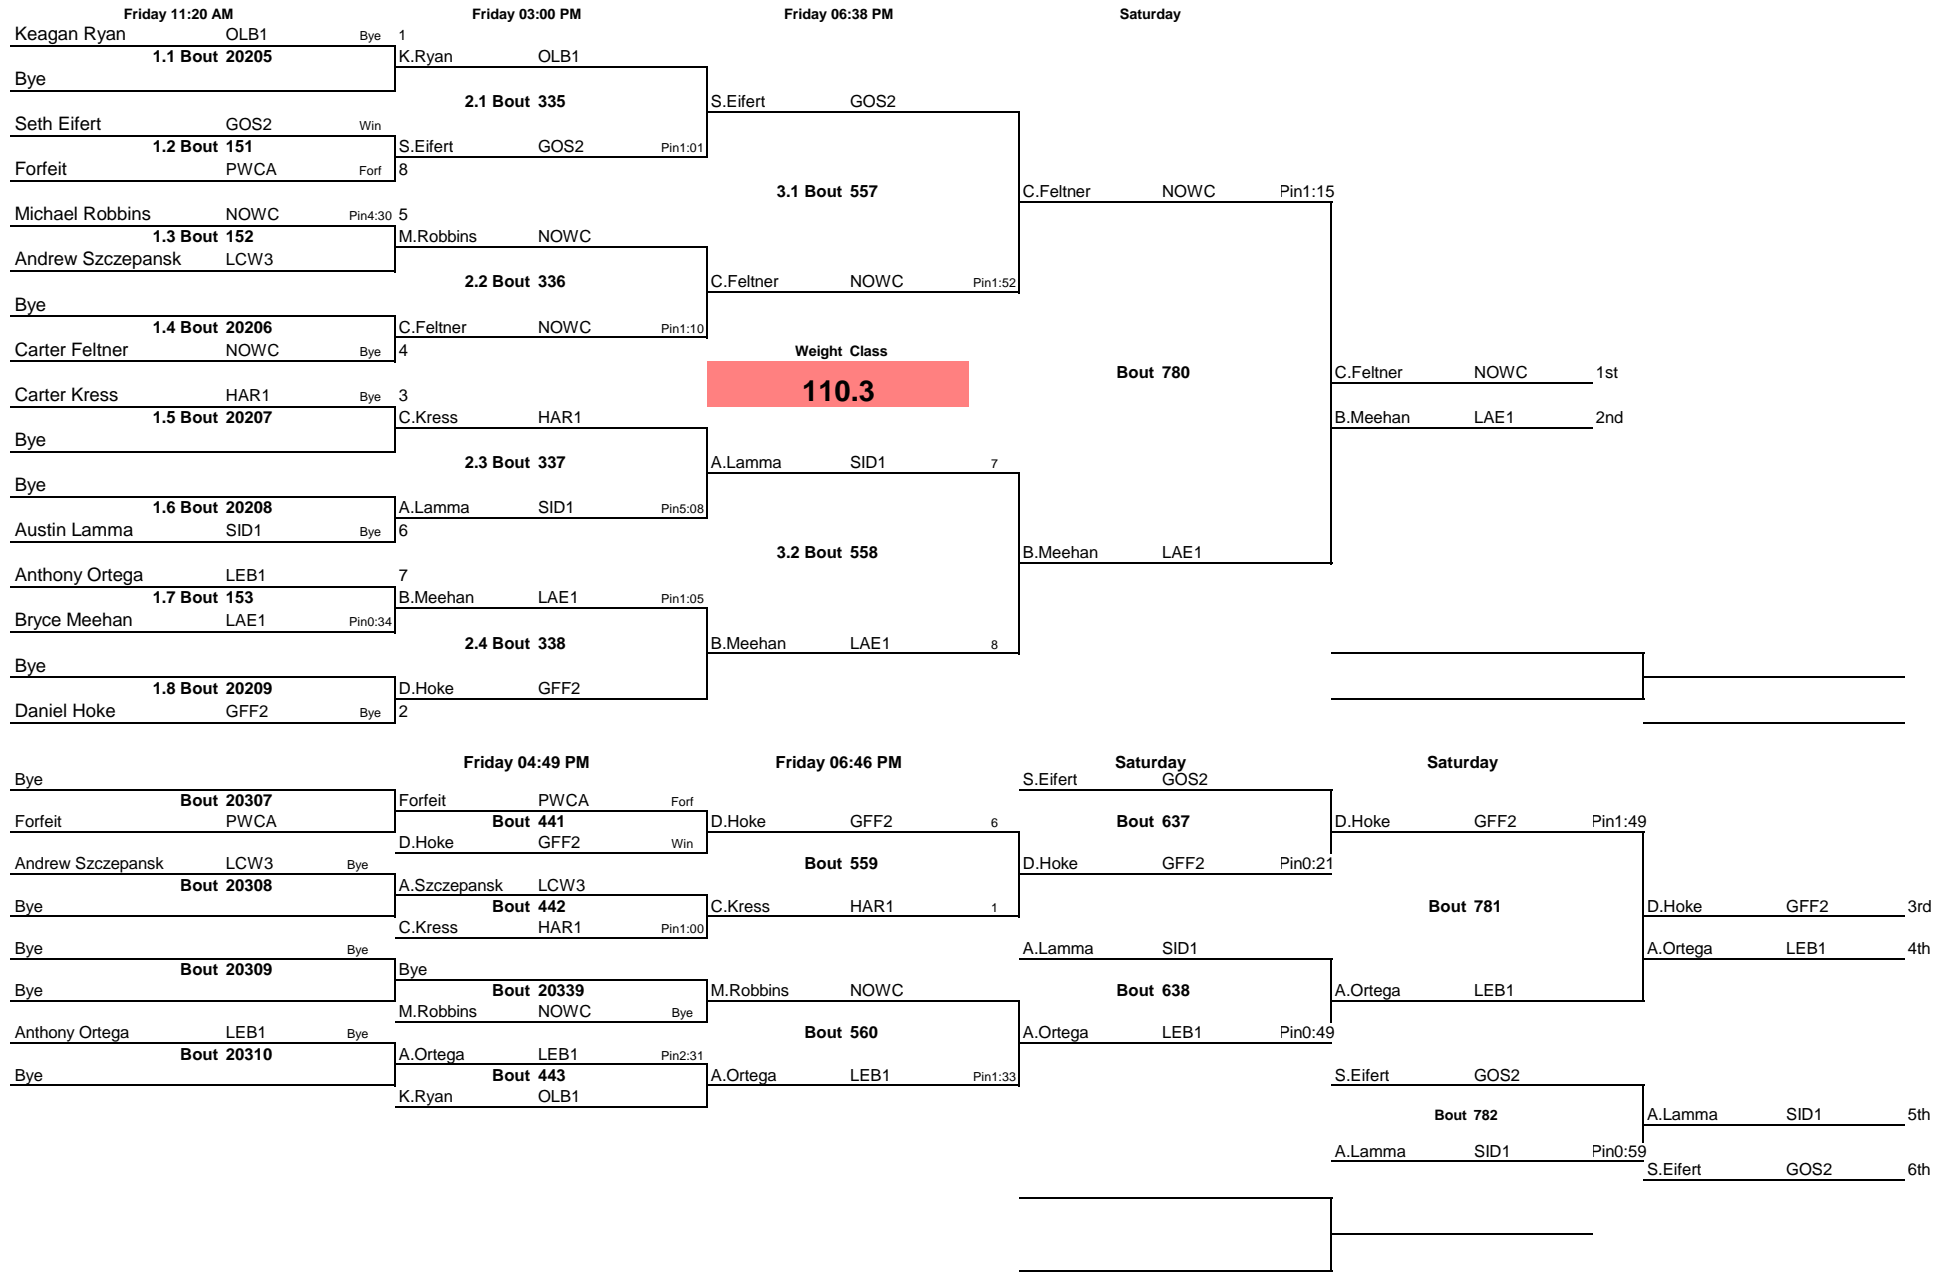 Friday 11:20 AM Friday 03:00 PM Friday 06:38 PM Saturday
Keagan Ryan OLB1 Bye 1
1.1 Bout 20205 K.Ryan OLB1
Bye
2.1 Bout 335 S.Eifert GOS2
Seth Eifert GOS2 Win
1.2 Bout 151 S.Eifert GOS2 Pin1:01
Forfeit PWCA Forf 8
3.1 Bout 557 C.Feltner NOWC Pin1:15
Michael Robbins NOWC Pin4:30 5
1.3 Bout 152 M.Robbins NOWC
Andrew Szczepansk LCW3
2.2 Bout 336 C.Feltner NOWC Pin1:52
Bye
1.4 Bout 20206 C.Feltner NOWC Pin1:10
Carter Feltner NOWC Bye 4 Weight Class
Bout 780 C.Feltner NOWC 1st
Carter Kress HAR1 Bye 3 110.3
1.5 Bout 20207 C.Kress HAR1 B.Meehan LAE1 2nd
Bye
2.3 Bout 337 A.Lamma SID1 7
Bye
1.6 Bout 20208 A.Lamma SID1 Pin5:08
Austin Lamma SID1 Bye 6
3.2 Bout 558 B.Meehan LAE1
Anthony Ortega LEB1 7
1.7 Bout 153 B.Meehan LAE1 Pin1:05
Bryce Meehan LAE1 Pin0:34
2.4 Bout 338 B.Meehan LAE1 8
Bye
1.8 Bout 20209 D.Hoke GFF2
Daniel Hoke GFF2 Bye 2
Friday 04:49 PM Friday 06:46 PM Saturday Saturday
Bye S.Eifert GOS2
Bout 20307 Forfeit PWCA Forf
Forfeit PWCA Bout 441 D.Hoke GFF2 6 Bout 637 D.Hoke GFF2 Pin1:49
D.Hoke GFF2 Win
Andrew Szczepansk LCW3 Bye Bout 559 D.Hoke GFF2 Pin0:21
Bout 20308 A.Szczepansk LCW3
Bye Bout 442 C.Kress HAR1 1 Bout 781 D.Hoke GFF2 3rd
C.Kress HAR1 Pin1:00
Bye Bye A.Lamma SID1 A.Ortega LEB1 4th
Bout 20309 Bye
Bye Bout 20339 M.Robbins NOWC Bout 638 A.Ortega LEB1
M.Robbins NOWC Bye
Anthony Ortega LEB1 Bye Bout 560 A.Ortega LEB1 Pin0:49
Bout 20310 A.Ortega LEB1 Pin2:31
Bye Bout 443 A.Ortega LEB1 Pin1:33 S.Eifert GOS2
K.Ryan OLB1
Bout 782 A.Lamma SID1 5th
A.Lamma SID1 Pin0:59
S.Eifert GOS2 6th